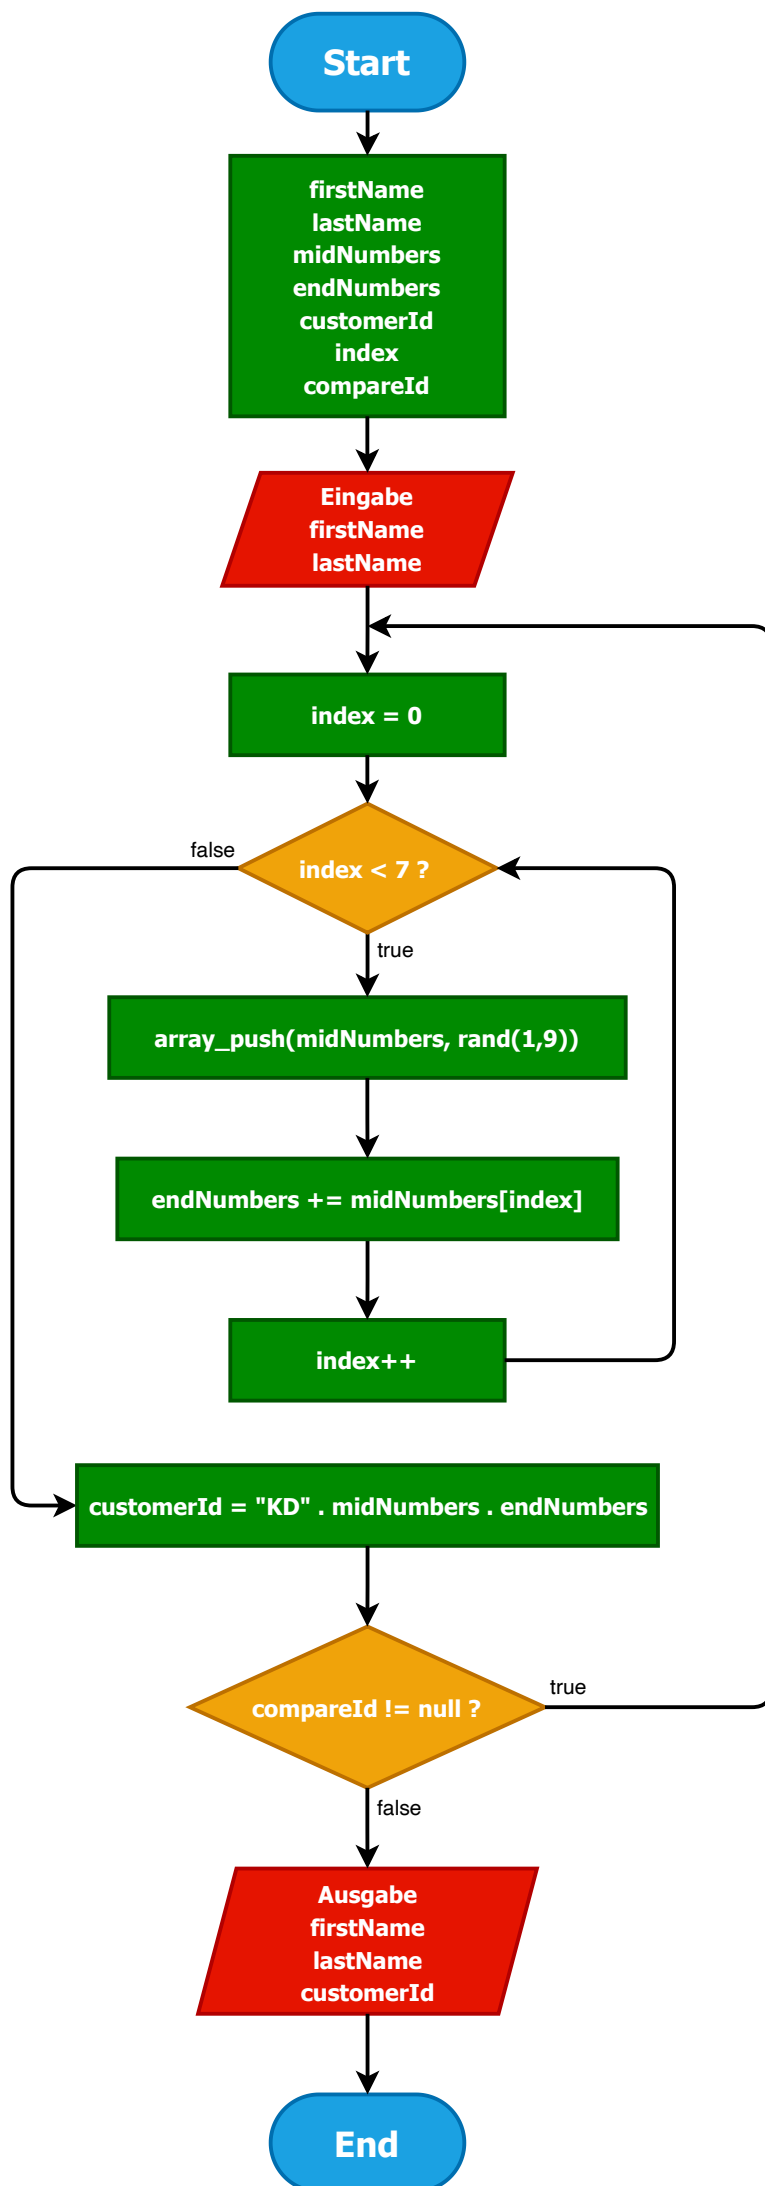 Start
firstName
lastName
midNumbers
endNumbers
customerId
index
compareId
Eingabe
firstName
lastName
index = 0
false
index < 7 ?
true
array_push(midNumbers, rand(1,9))
endNumbers += midNumbers[index]
index++
customerId = "KD" . midNumbers . endNumbers
compareId != null ?
true
false
Ausgabe
firstName
lastName
customerId
End